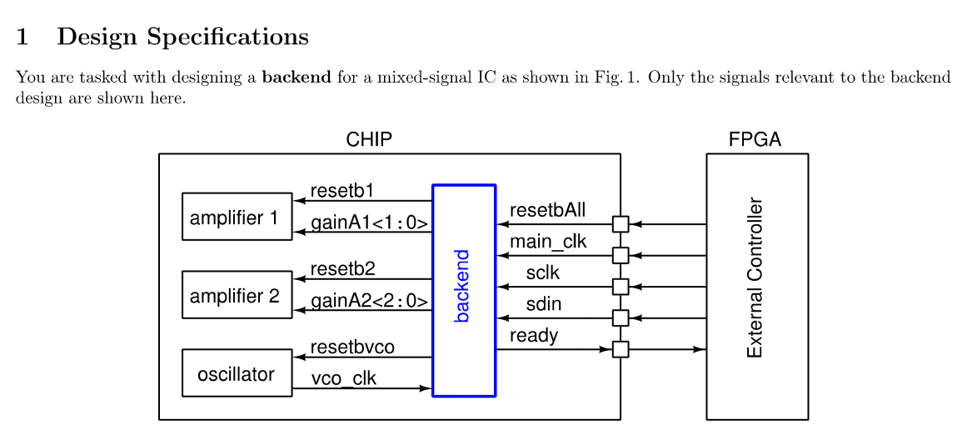 1 Design Specifications
You are tasked with designing a backend for a mixed-signal IC as shown in Fig. 1. Only the signals relevant to the backend
design are shown here.
CHIP
FPGA
amplifier 1
resetb1
gainA1<1:0>
amplifier 2
resetb2
gainA2<2:0>
oscillator
resetbvco
vco_clk
backend
resetbAll
main_clk
sclk
sdin
ready
External Controller